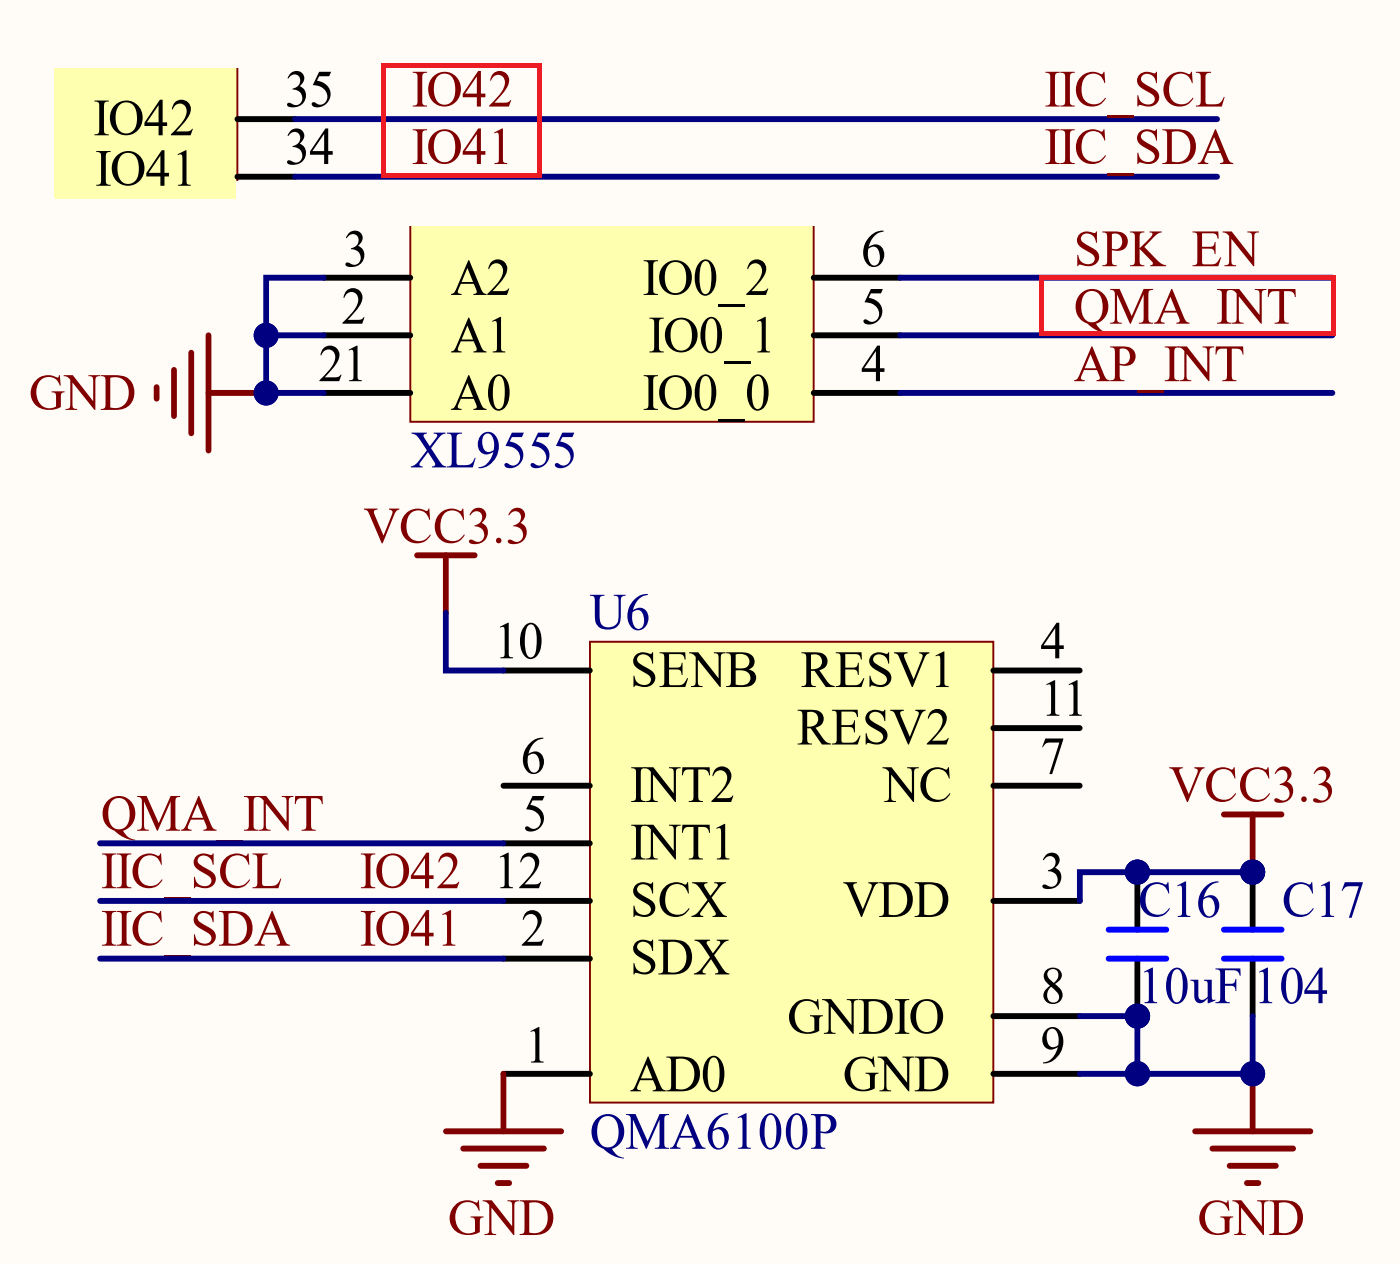 35 IO42 IIC_SCL
IO42
34 IO41 IIC_SDA
IO41
3 6 SPK_EN
A2 IO0_2
2 5 QMA_INT
A1 IO0_1
21 4 AP_INT
GND A0 IO0_0
XL9555
VCC3.3
U6
10 4
SENB RESV1
11
RESV2
6 7
INT2 NC VCC3.3
QMA_INT 5
INT1
IIC_SCL IO42 12 3
SCX VDD C16 C17
IIC_SDA IO41 2
SDX
8 10uF 104
GNDIO
1 9
AD0 GND
QMA6100P
GND GND